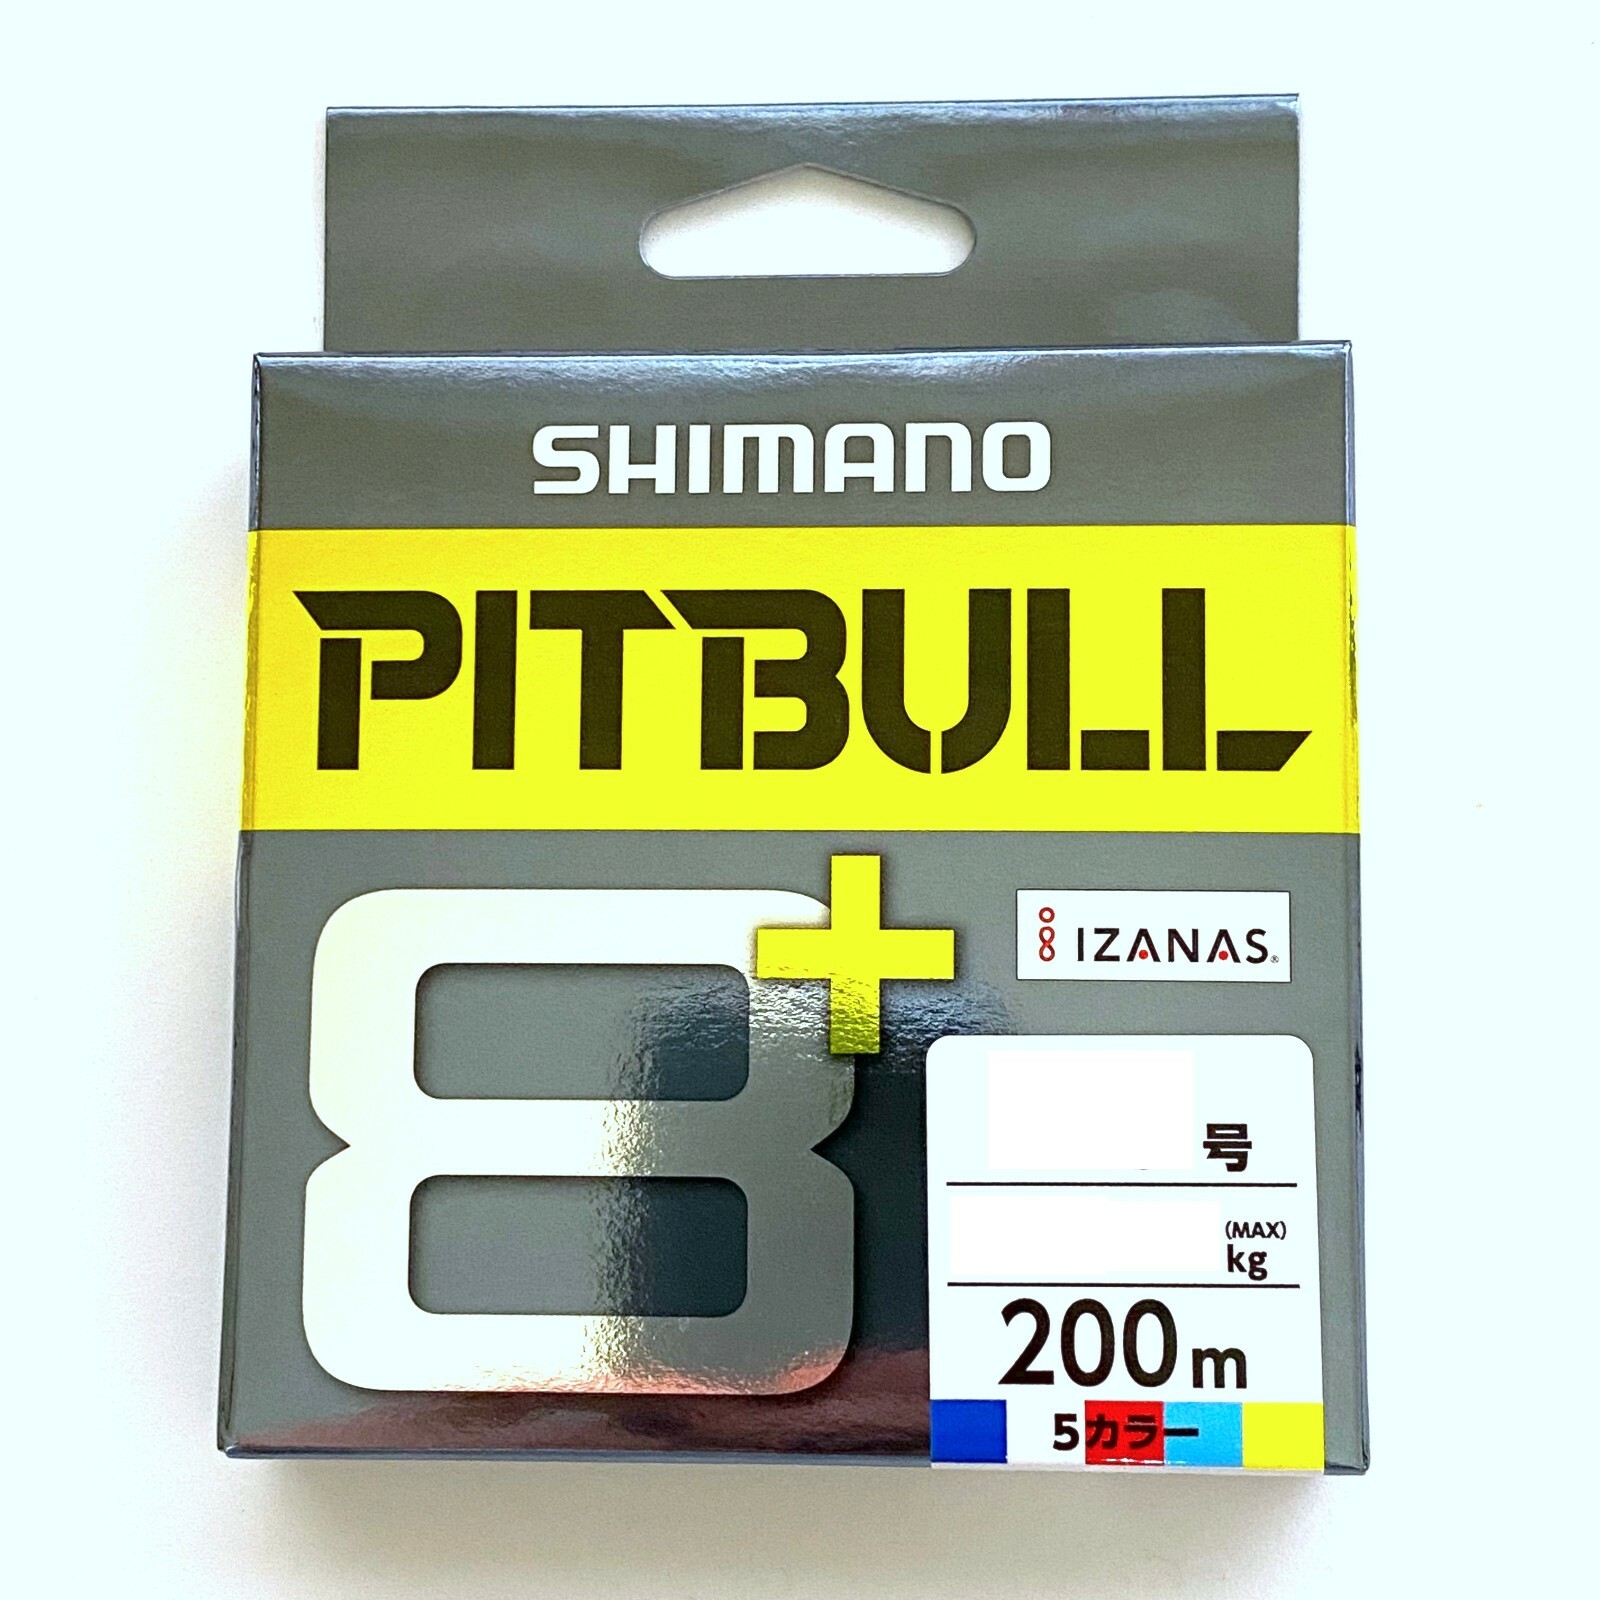 SHIMANO
PITBULL
8+
IZANAS®
号
(MAX)
kg
200m
5カラー